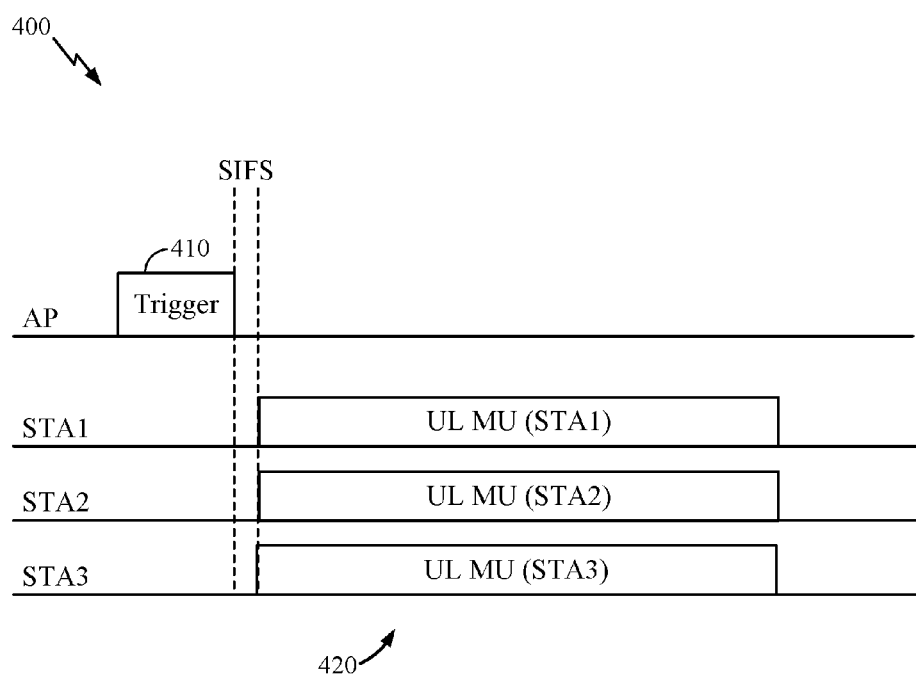 400
SIFS
410
Trigger
AP
STA1
UL MU (STA1)
STA2
UL MU (STA2)
STA3
UL MU (STA3)
420